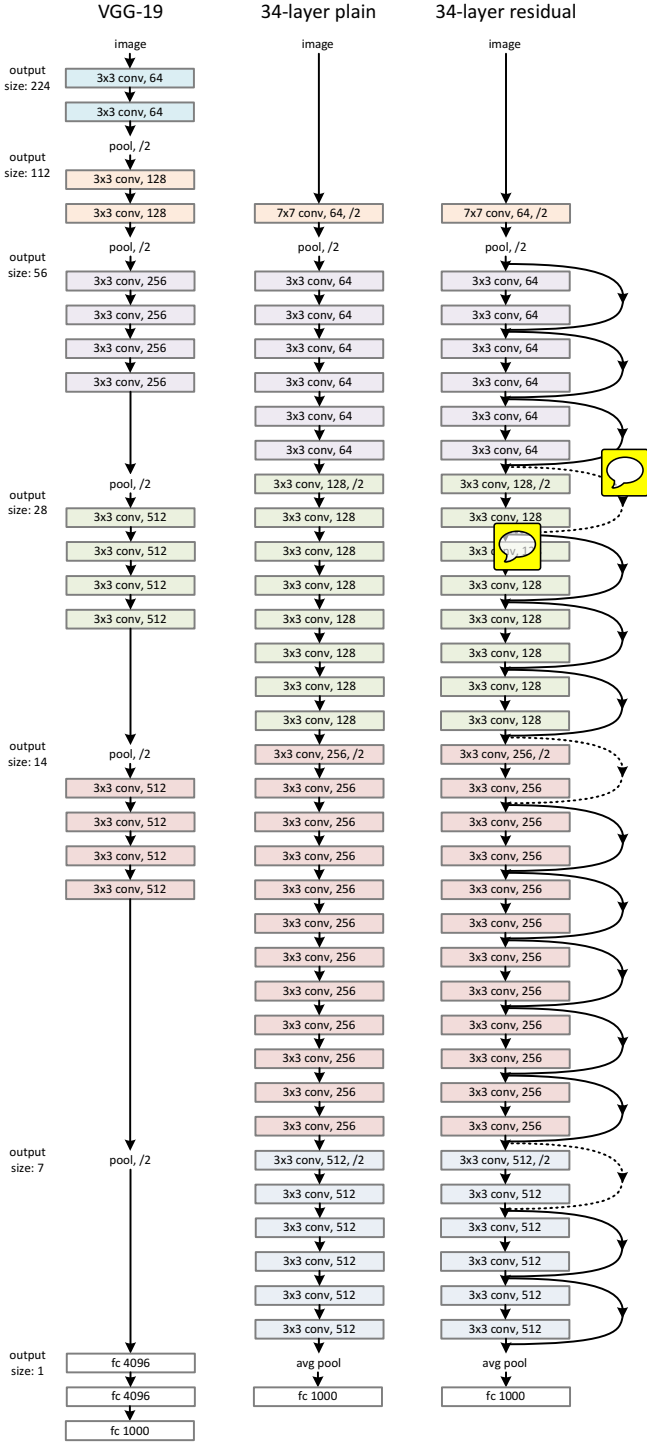 VGG-19
34-layer plain
34-layer residual
output
size: 224
output
size: 112
output
size: 56
output
size: 28
output
size: 14
output
size: 7
output
size: 1
image
3x3 conv, 64
3x3 conv, 64
pool, /2
3x3 conv, 128
3x3 conv, 128
pool, /2
3x3 conv, 256
3x3 conv, 256
3x3 conv, 256
3x3 conv, 256
pool, /2
3x3 conv, 512
3x3 conv, 512
3x3 conv, 512
3x3 conv, 512
pool, /2
3x3 conv, 512
3x3 conv, 512
3x3 conv, 512
3x3 conv, 512
pool, /2
fc 4096
fc 4096
fc 1000
image
7x7 conv, 64, /2
pool, /2
3x3 conv, 64
3x3 conv, 64
3x3 conv, 64
3x3 conv, 64
3x3 conv, 64
3x3 conv, 64
3x3 conv, 128, /2
3x3 conv, 128
3x3 conv, 128
3x3 conv, 128
3x3 conv, 128
3x3 conv, 128
3x3 conv, 128
3x3 conv, 128
3x3 conv, 256, /2
3x3 conv, 256
3x3 conv, 256
3x3 conv, 256
3x3 conv, 256
3x3 conv, 256
3x3 conv, 256
3x3 conv, 256
3x3 conv, 256
3x3 conv, 256
3x3 conv, 256
3x3 conv, 256
3x3 conv, 512, /2
3x3 conv, 512
3x3 conv, 512
3x3 conv, 512
3x3 conv, 512
3x3 conv, 512
avg pool
fc 1000
image
7x7 conv, 64, /2
pool, /2
3x3 conv, 64
3x3 conv, 64
3x3 conv, 64
3x3 conv, 64
3x3 conv, 64
3x3 conv, 64
3x3 conv, 128, /2
3x3 conv, 128
3x3
3x3 conv, 128
3x3 conv, 128
3x3 conv, 128
3x3 conv, 128
3x3 conv, 128
3x3 conv, 256, /2
3x3 conv, 256
3x3 conv, 256
3x3 conv, 256
3x3 conv, 256
3x3 conv, 256
3x3 conv, 256
3x3 conv, 256
3x3 conv, 256
3x3 conv, 256
3x3 conv, 256
3x3 conv, 256
3x3 conv, 512, /2
3x3 conv, 512
3x3 conv, 512
3x3 conv, 512
3x3 conv, 512
3x3 conv, 512
avg pool
fc 1000